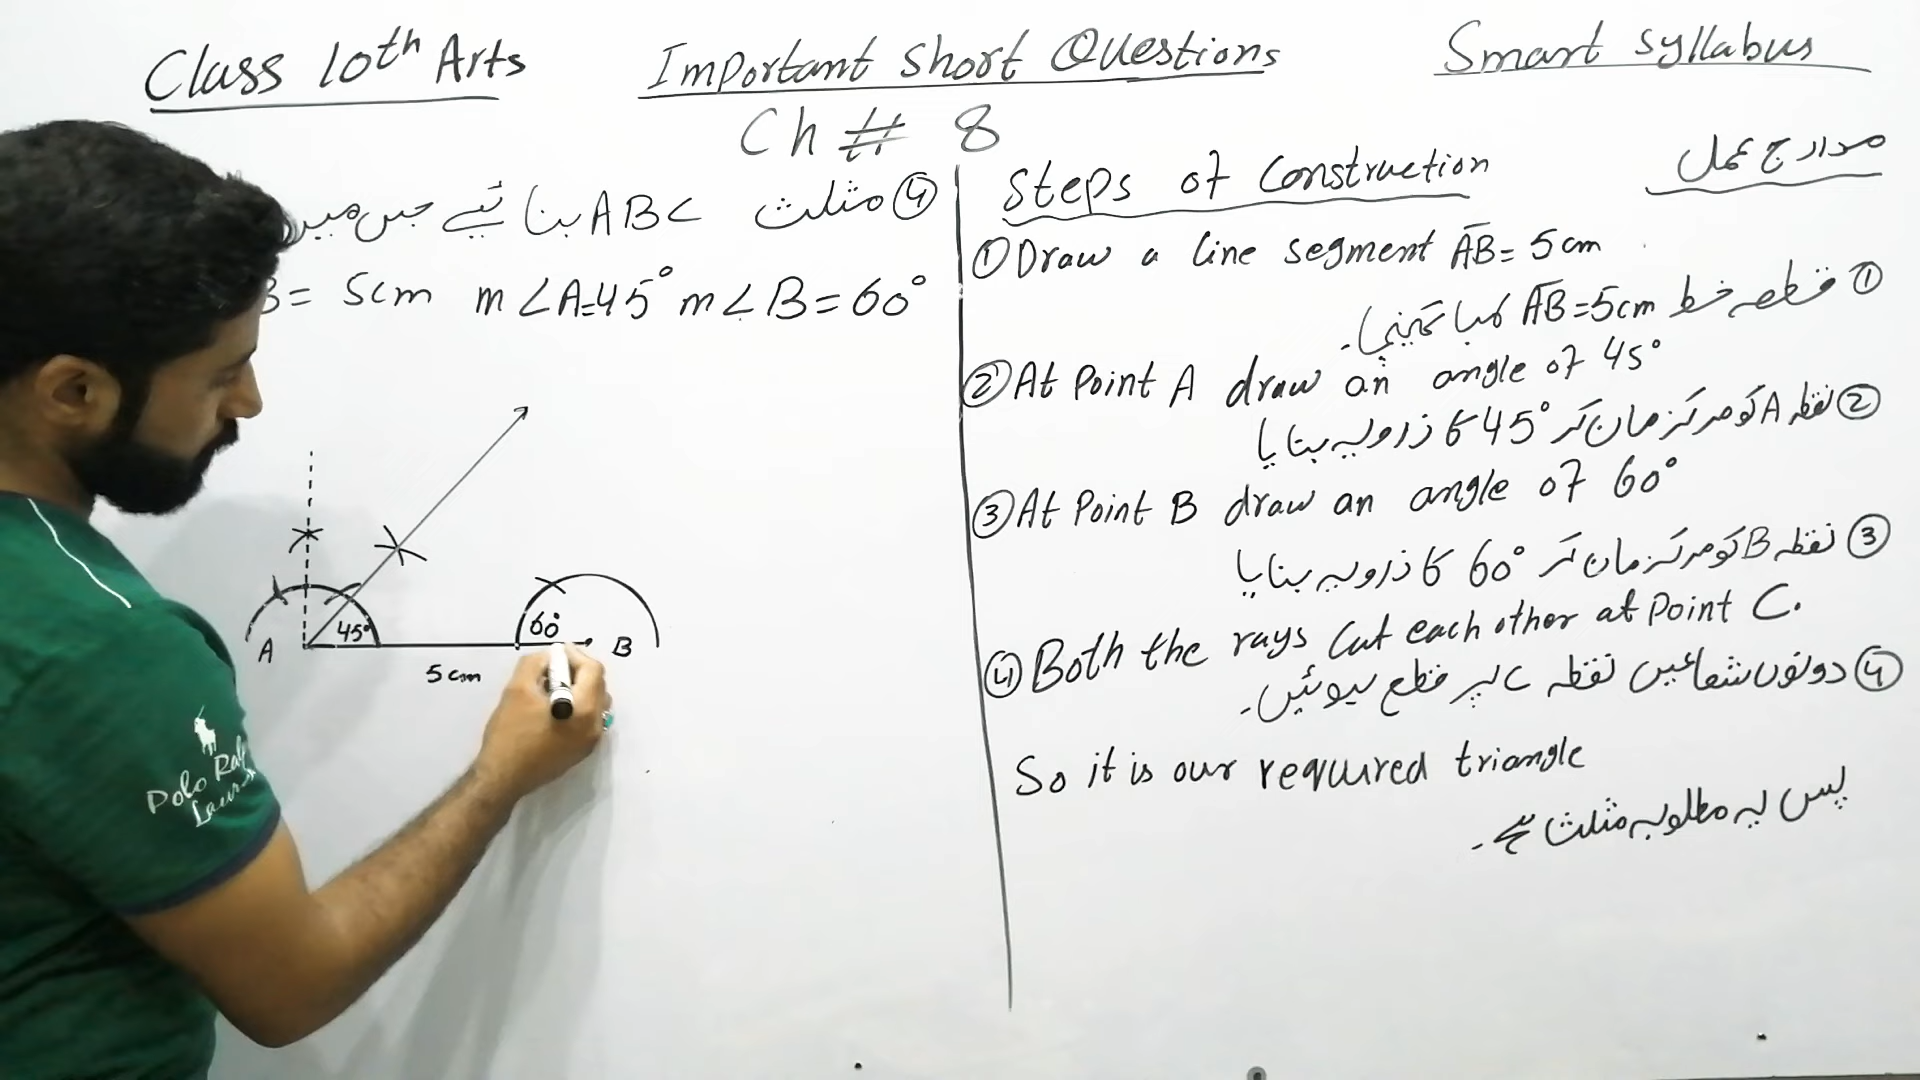 Class 10th Arts
Important Short Questions
Smart Syllabus
Ch # 8
④ مثلث ABC بنائیے جس میں
B = 5cm m∠A=45° m∠B=60°
A
45°
5cm
60°
B
Steps of Construction
مدارج عمل
① Draw a line segment AB = 5cm
① قطعہ خط AB=5cm لمبا کھینچا۔
② At Point A draw an angle of 45°
② نقطہ A کو مرکز مان کر 45° کا زاویہ بنایا
③ At Point B draw an angle of 60°
③ نقطہ B کو مرکز مان کر 60° کا زاویہ بنایا
④ Both the rays cut each other at Point C.
④ دونوں شعاعیں نقطہ C پر قطع ہوئیں۔
So it is our required triangle
پس یہ مطلوبہ مثلث ہے۔
Polo Ralph
Lauren